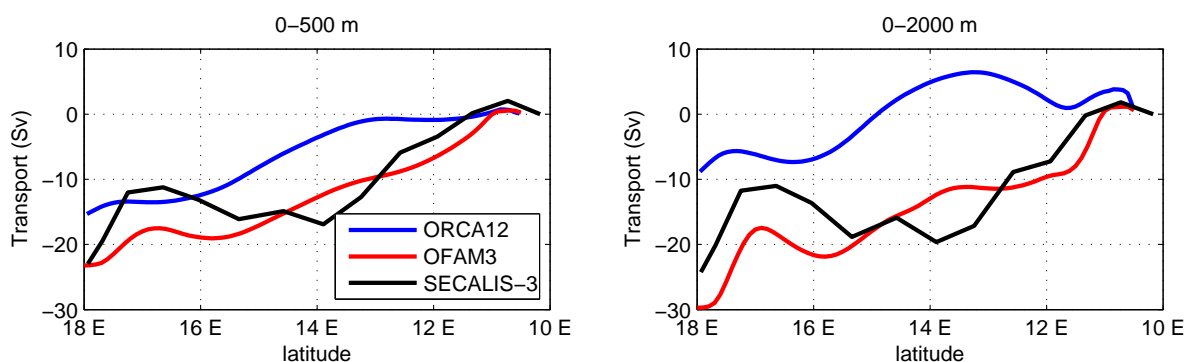 0−500 m
10
0
−10
−20
−30
Transport (Sv)
18 E
16 E
14 E
12 E
10 E
latitude
ORCA12
OFAM3
SECALIS−3
0−2000 m
10
0
−10
−20
−30
Transport (Sv)
18 E
16 E
14 E
12 E
10 E
latitude